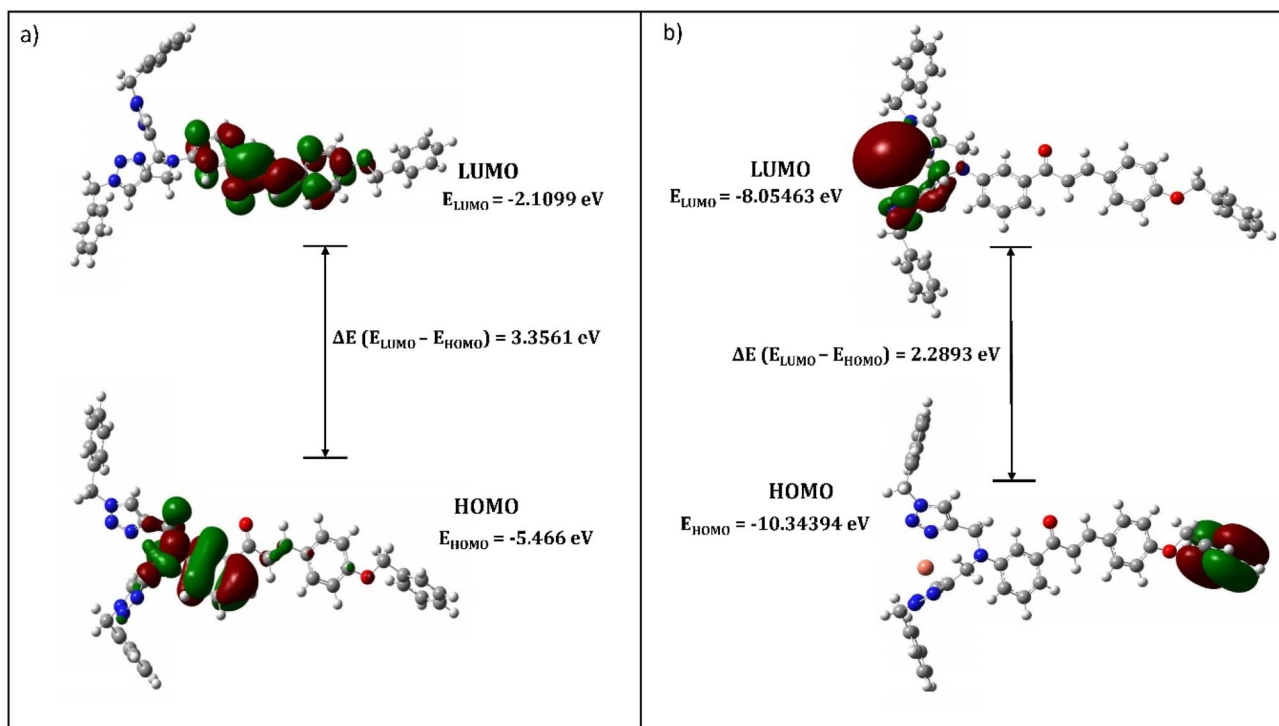 a)
LUMO
E_LUMO = -2.1099 eV
ΔE (E_LUMO – E_HOMO) = 3.3561 eV
HOMO
E_HOMO = -5.466 eV
b)
LUMO
E_LUMO = -8.05463 eV
ΔE (E_LUMO – E_HOMO) = 2.2893 eV
HOMO
E_HOMO = -10.34394 eV